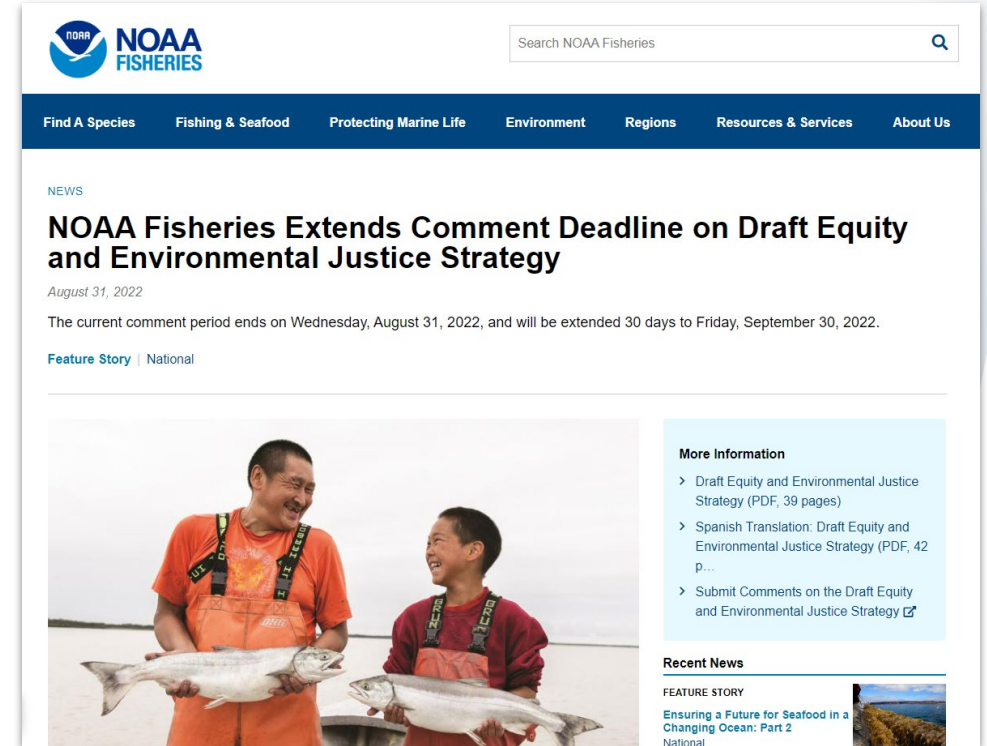 NOAA
NOAA
FISHERIES
Search NOAA Fisheries
Find A Species Fishing & Seafood Protecting Marine Life Environment Regions Resources & Services About Us
NEWS
NOAA Fisheries Extends Comment Deadline on Draft Equity
and Environmental Justice Strategy
August 31, 2022
The current comment period ends on Wednesday, August 31, 2022, and will be extended 30 days to Friday, September 30, 2022.
Feature Story | National
More Information
Draft Equity and Environmental Justice
Strategy (PDF, 39 pages)
Spanish Translation: Draft Equity and
Environmental Justice Strategy (PDF, 42
p...
Submit Comments on the Draft Equity
and Environmental Justice Strategy
Recent News
FEATURE STORY
Ensuring a Future for Seafood in a
Changing Ocean: Part 2
National